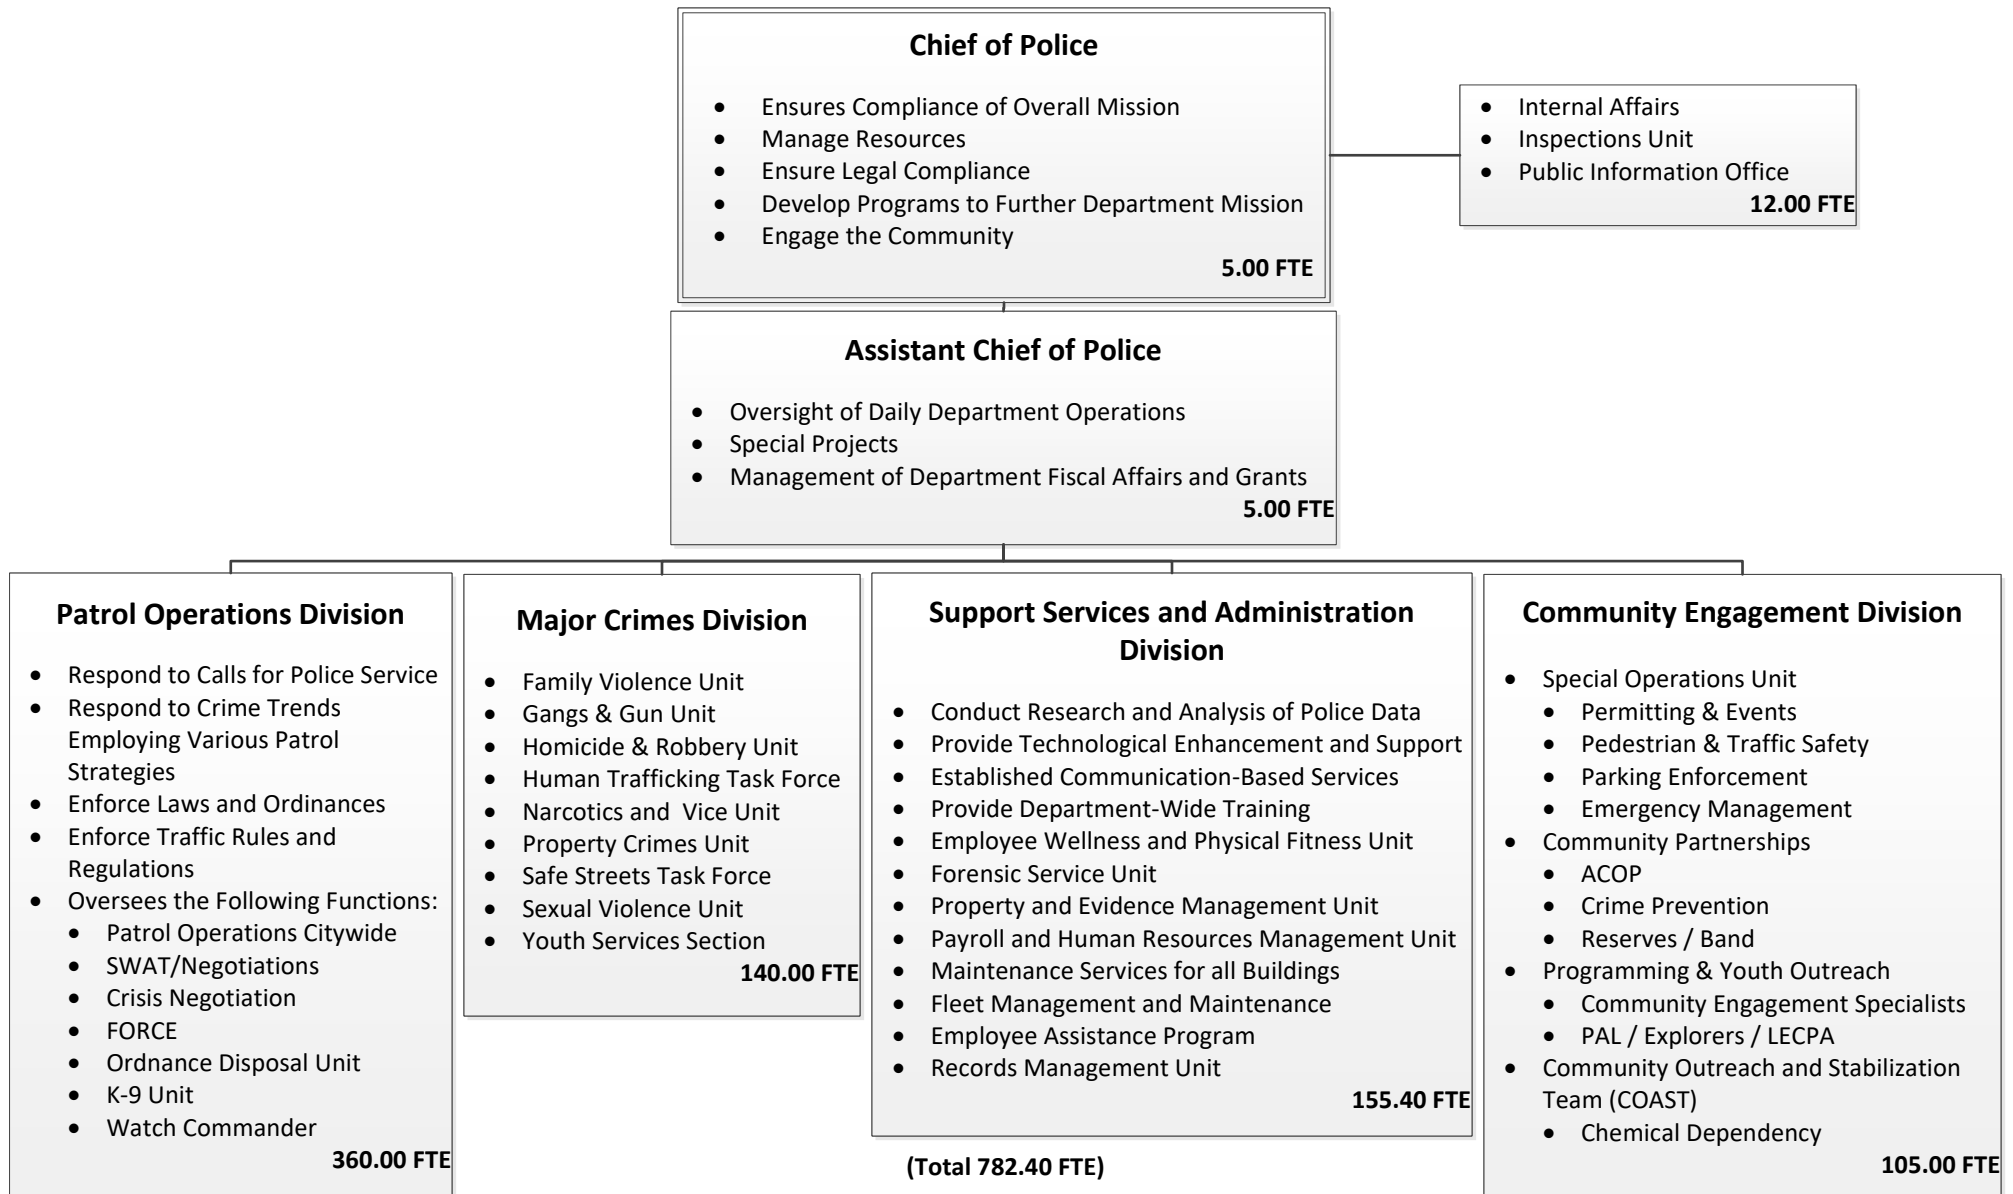 Chief of Police
• Ensures Compliance of Overall Mission
• Manage Resources
• Ensure Legal Compliance
• Develop Programs to Further Department Mission
• Engage the Community
5.00 FTE
• Internal Affairs
• Inspections Unit
• Public Information Office
12.00 FTE
Assistant Chief of Police
• Oversight of Daily Department Operations
• Special Projects
• Management of Department Fiscal Affairs and Grants
5.00 FTE
Patrol Operations Division
• Respond to Calls for Police Service
• Respond to Crime Trends
Employing Various Patrol
Strategies
• Enforce Laws and Ordinances
• Enforce Traffic Rules and
Regulations
• Oversees the Following Functions:
• Patrol Operations Citywide
• SWAT/Negotiations
• Crisis Negotiation
• FORCE
• Ordnance Disposal Unit
• K-9 Unit
• Watch Commander
360.00 FTE
Major Crimes Division
• Family Violence Unit
• Gangs & Gun Unit
• Homicide & Robbery Unit
• Human Trafficking Task Force
• Narcotics and  Vice Unit
• Property Crimes Unit
• Safe Streets Task Force
• Sexual Violence Unit
• Youth Services Section
140.00 FTE
Support Services and Administration
Division
• Conduct Research and Analysis of Police Data
• Provide Technological Enhancement and Support
• Established Communication-Based Services
• Provide Department-Wide Training
• Employee Wellness and Physical Fitness Unit
• Forensic Service Unit
• Property and Evidence Management Unit
• Payroll and Human Resources Management Unit
• Maintenance Services for all Buildings
• Fleet Management and Maintenance
• Employee Assistance Program
• Records Management Unit
155.40 FTE
Community Engagement Division
• Special Operations Unit
• Permitting & Events
• Pedestrian & Traffic Safety
• Parking Enforcement
• Emergency Management
• Community Partnerships
• ACOP
• Crime Prevention
• Reserves / Band
• Programming & Youth Outreach
• Community Engagement Specialists
• PAL / Explorers / LECPA
• Community Outreach and Stabilization
Team (COAST)
• Chemical Dependency
105.00 FTE
(Total 782.40 FTE)